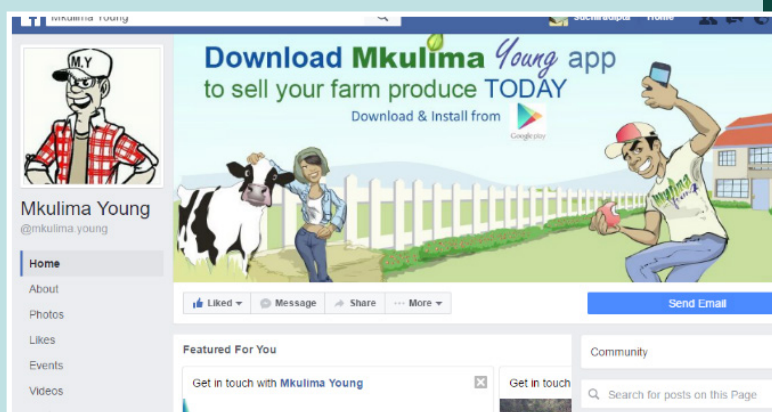 Mkulima Young
Suchiradipta Home
M.Y
Download Mkulima Young app
to sell your farm produce TODAY
Download & Install from
Google play
Mkulima Young
@mkulima.young
Home
About
Photos
Likes
Events
Videos
Liked
Message
Share
More
Send Email
Featured For You
Get in touch with Mkulima Young
Get in touch
Community
Search for posts on this Page